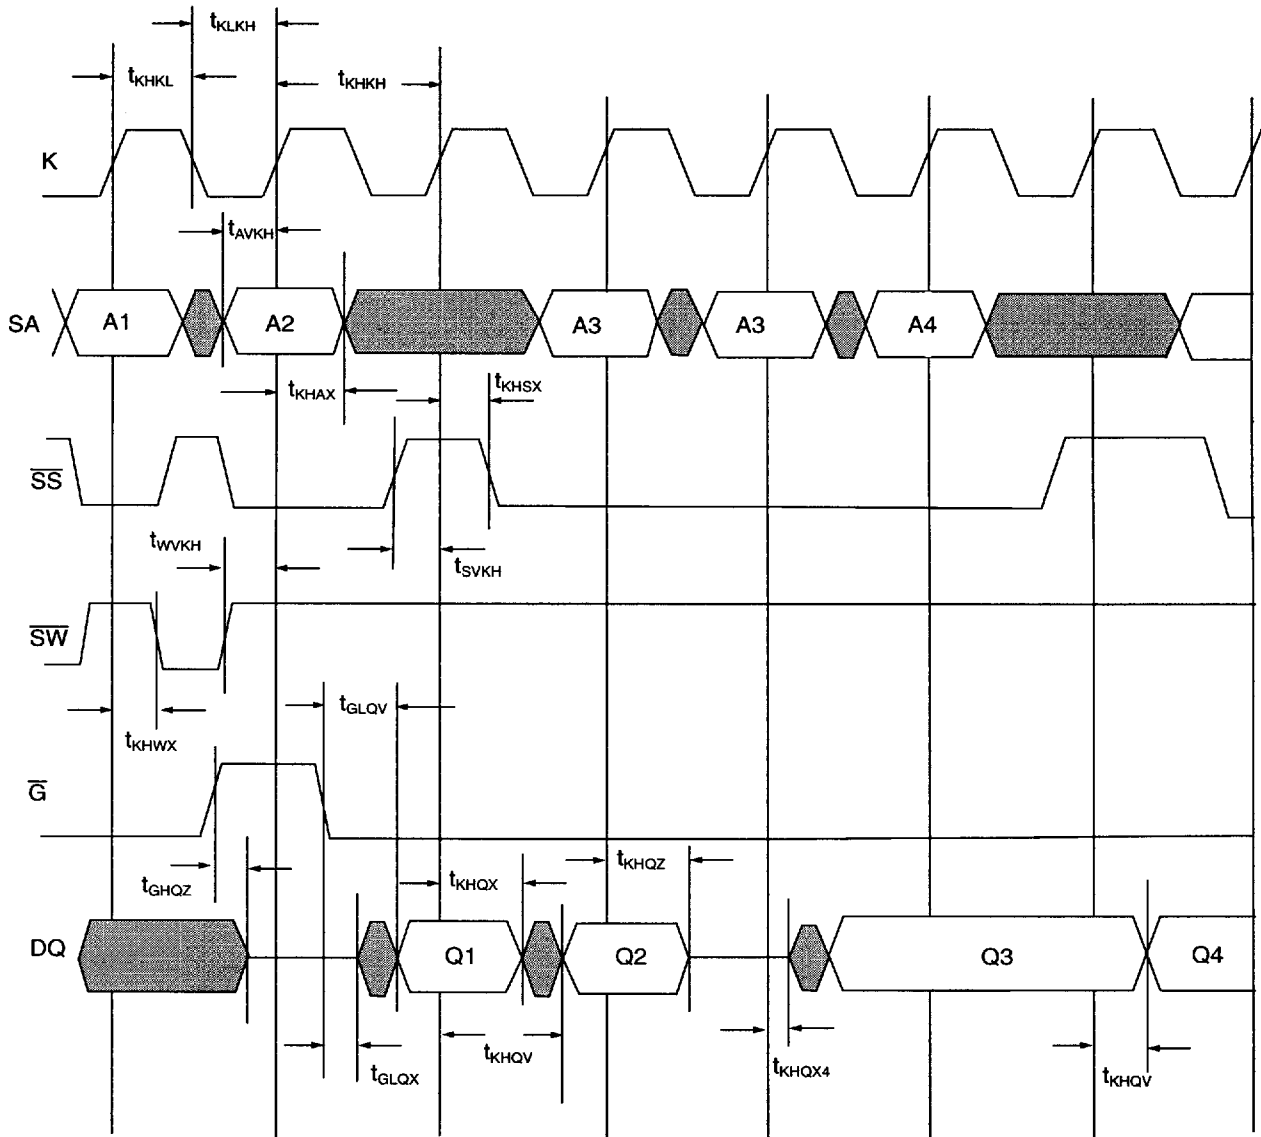 tKLKH
tKHKL
tKHKH
K
tAVKH
SA A1 A2 A3 A3 A4
tKHAX
tKHSX
SS
tWVKH
tSVKH
SW
tGLQV
tKHWX
G
tGHQZ
tKHQX
tKHQZ
DQ Q1 Q2 Q3 Q4
tGLQX
tKHQV
tKHQX4
tKHQV